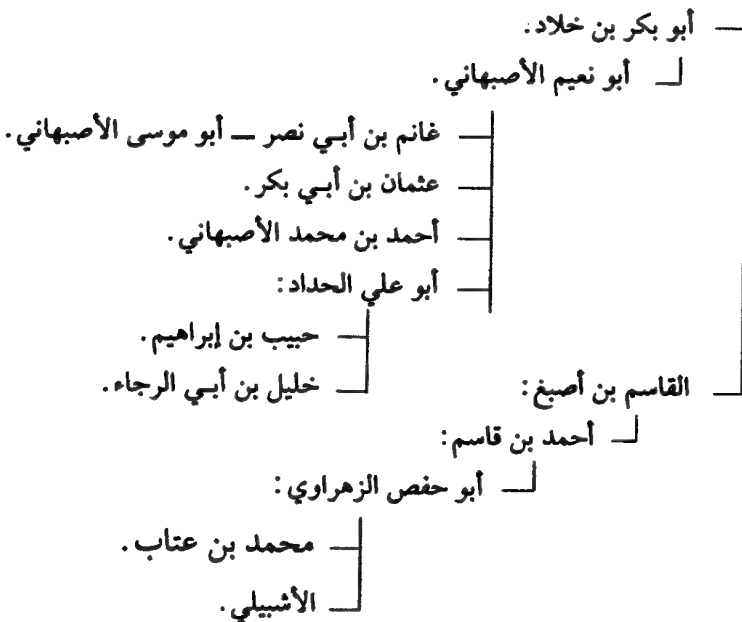 أبو بكر بن خلاد.
أبو نعيم الأصبهاني.
غانم بن أبي نصر — أبو موسى الأصبهاني.
عثمان بن أبي بكر.
أحمد بن محمد الأصبهاني.
أبو علي الحداد:
حبيب بن إبراهيم.
خليل بن أبي الرجاء.
القاسم بن أصبغ:
أحمد بن قاسم:
أبو حفص الزهراوي:
محمد بن عتاب.
الأشبيلي.